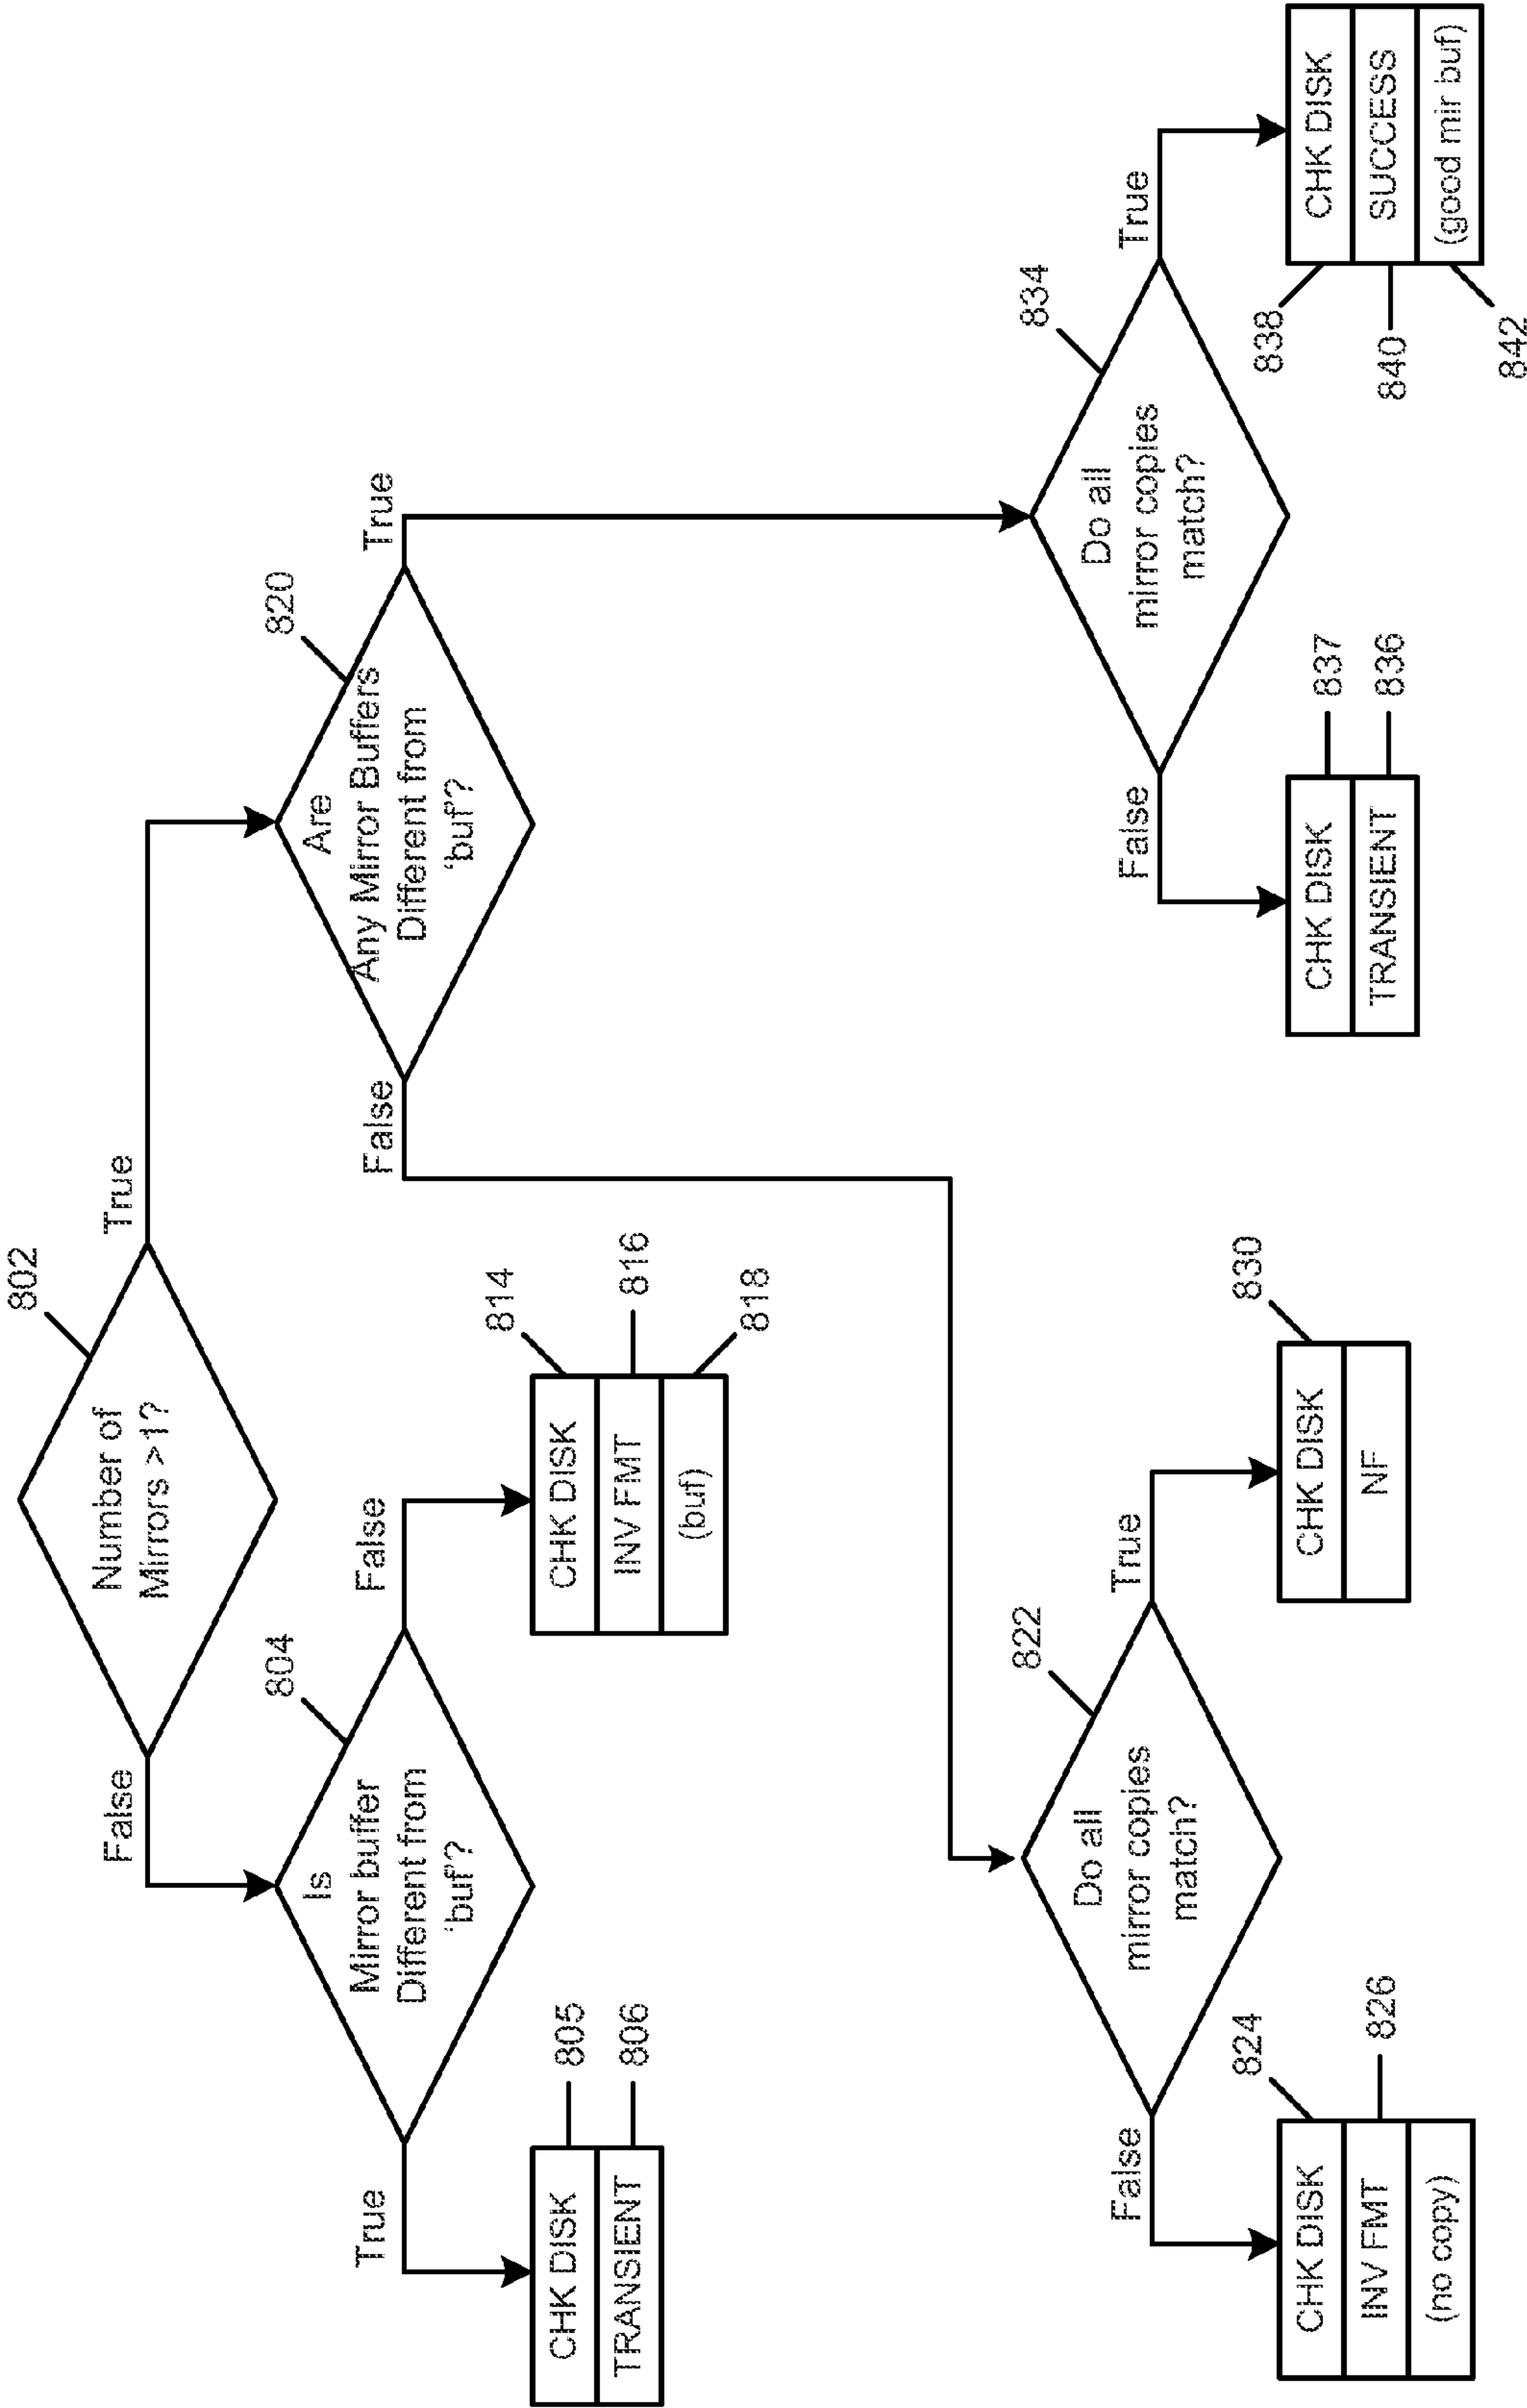 802
Number of
Mirrors >1?
False
True
804
Is
Mirror buffer
Different from
'buf'?
True
False
820
Are
Any Mirror Buffers
Different from
'buf'?
False
True
CHK DISK
TRANSIENT
805
806
CHK DISK
INV FMT
(buf)
814
816
818
822
Do all
mirror copies
match?
False
True
834
Do all
mirror copies
match?
False
True
824
CHK DISK
INV FMT
(no copy)
826
830
CHK DISK
NF
CHK DISK
TRANSIENT
837
836
CHK DISK
SUCCESS
(good mir buf)
838
840
842